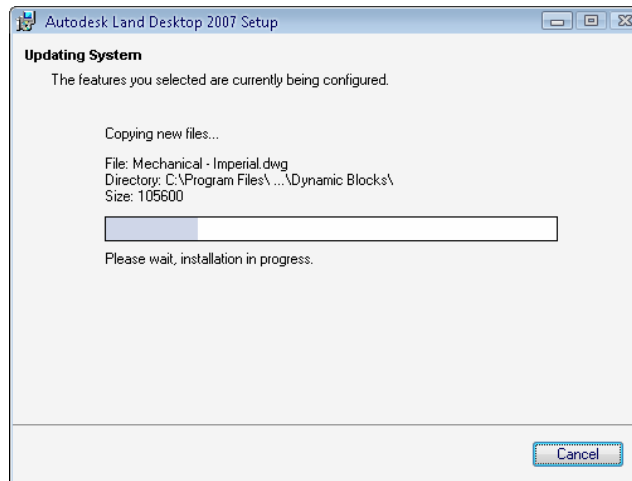 Autodesk Land Desktop 2007 Setup
Updating System
The features you selected are currently being configured.
Copying new files...
File: Mechanical - Imperial.dwg
Directory: C:\Program Files\ ...\Dynamic Blocks\
Size: 105600
Please wait, installation in progress.
Cancel